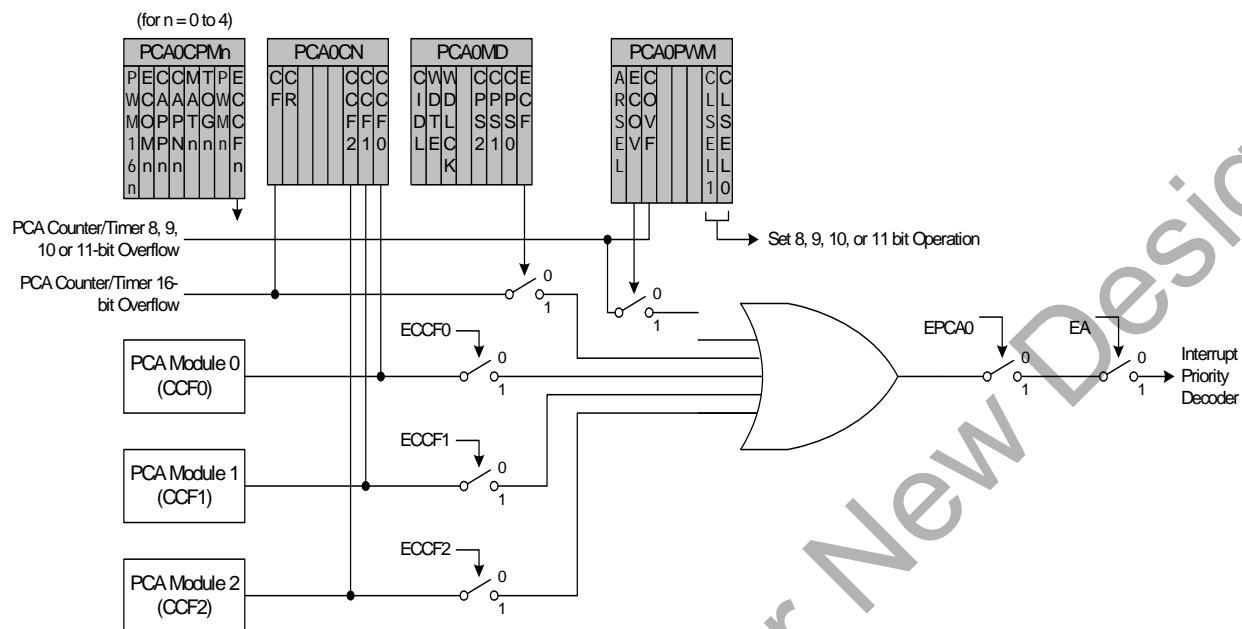 (for n = 0 to 4)
PCA0CPMn
PWM16n
ECOMn
CAPPn
CAPNn
MATn
TOGn
PWMn
ECCFn
PCA0CN
CF
CR
CCF2
CCF1
CCF0
PCA0MD
CIDL
WDTE
WDLCK
CPS2
CPS1
CPS0
ECF
PCA0PWM
ARSEL
ECOV
COVF
CLSEL1
CLSEL0
PCA Counter/Timer 8, 9,
10 or 11-bit Overflow
Set 8, 9, 10, or 11 bit Operation
PCA Counter/Timer 16-
bit Overflow
0
1
0
1
PCA Module 0
(CCF0)
ECCF0
0
1
EPCA0
0
1
EA
0
1
Interrupt
Priority
Decoder
PCA Module 1
(CCF1)
ECCF1
0
1
PCA Module 2
(CCF2)
ECCF2
0
1
r New Desig